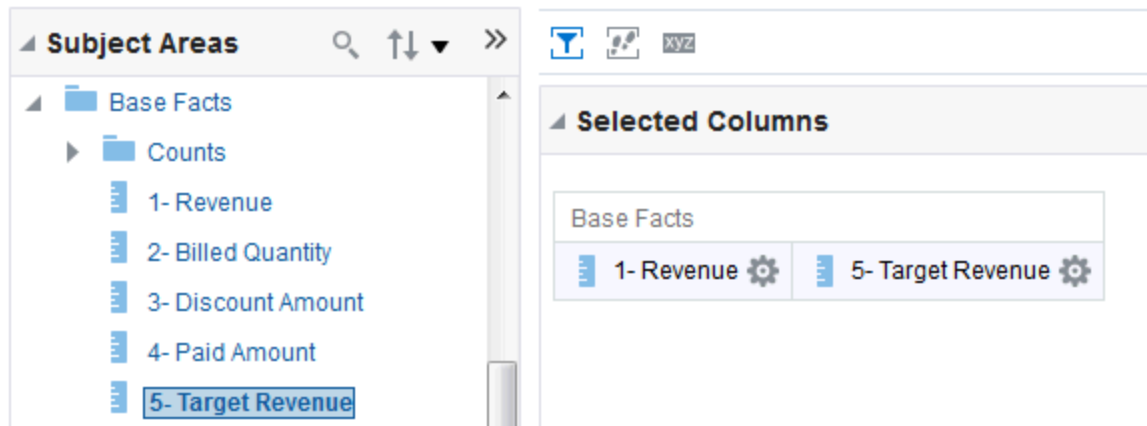 Subject Areas
Base Facts
Counts
1- Revenue
2- Billed Quantity
3- Discount Amount
4- Paid Amount
5- Target Revenue
xyz
Selected Columns
Base Facts
1- Revenue
5- Target Revenue